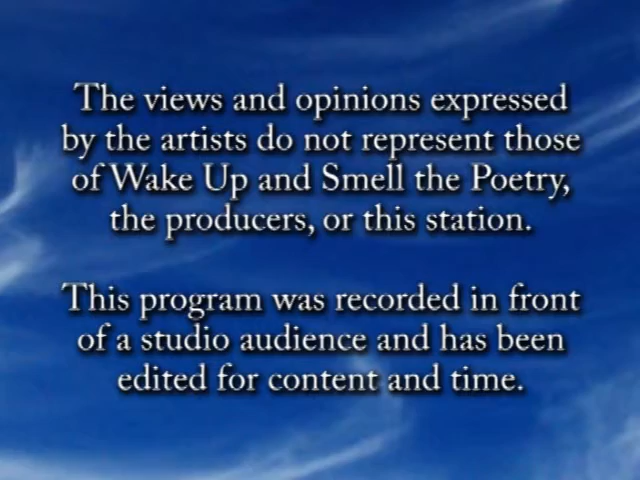 The views and opinions expressed
by the artists do not represent those
of Wake Up and Smell the Poetry,
the producers, or this station.
This program was recorded in front
of a studio audience and has been
edited for content and time.